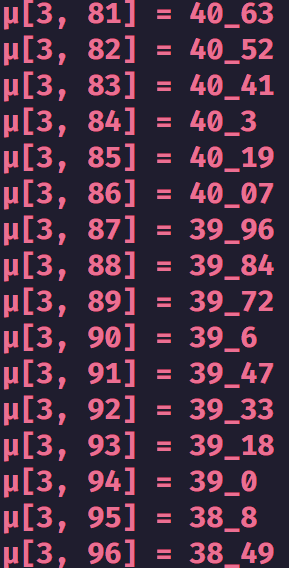 μ[3, 81] = 40_63
μ[3, 82] = 40_52
μ[3, 83] = 40_41
μ[3, 84] = 40_3
μ[3, 85] = 40_19
μ[3, 86] = 40_07
μ[3, 87] = 39_96
μ[3, 88] = 39_84
μ[3, 89] = 39_72
μ[3, 90] = 39_6
μ[3, 91] = 39_47
μ[3, 92] = 39_33
μ[3, 93] = 39_18
μ[3, 94] = 39_0
μ[3, 95] = 38_8
μ[3, 96] = 38_49